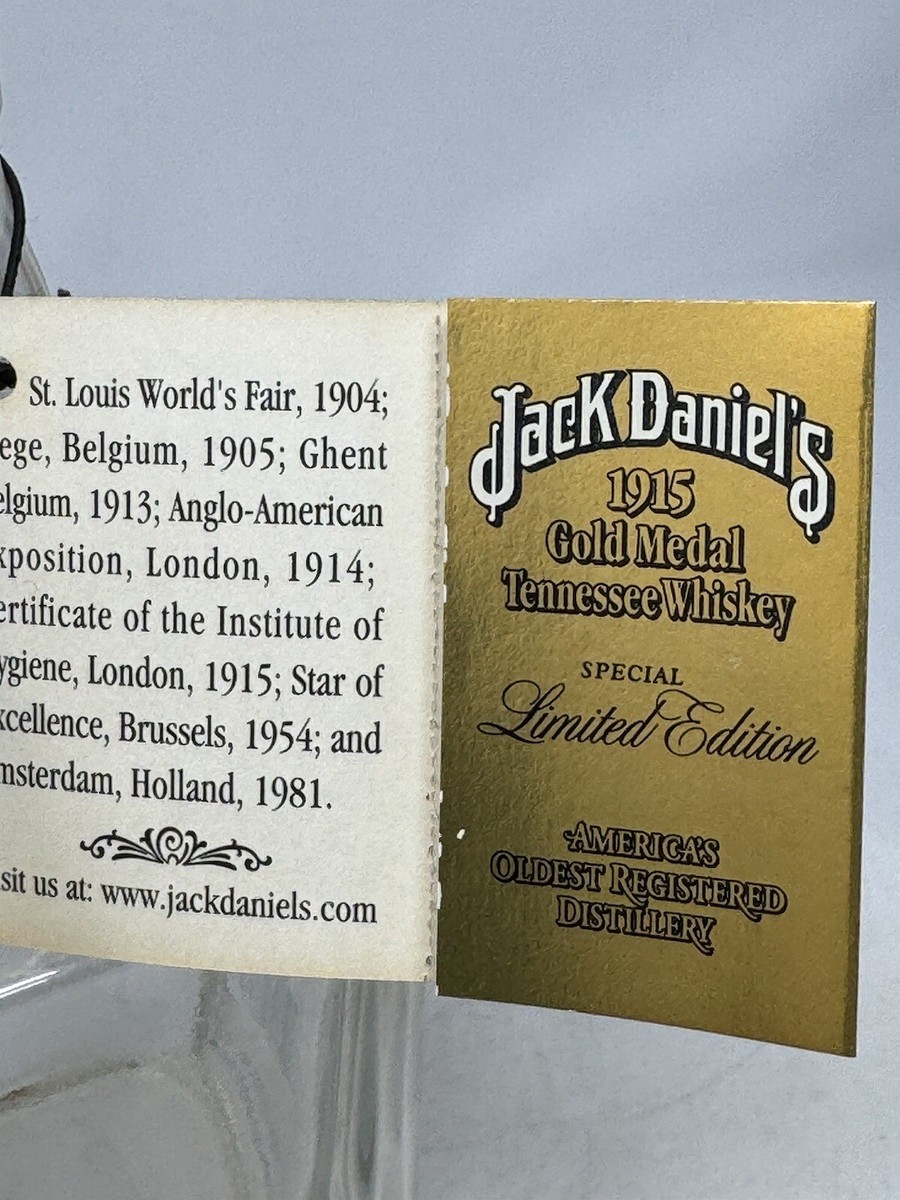 St. Louis World's Fair, 1904;
ege, Belgium, 1905; Ghent
elgium, 1913; Anglo-American
xposition, London, 1914;
ertificate of the Institute of
ygiene, London, 1915; Star of
xcellence, Brussels, 1954; and
msterdam, Holland, 1981.
sit us at: www.jackdaniels.com
Jack Daniel's
1915
Gold Medal
Tennessee Whiskey
SPECIAL
Limited Edition
AMERICA'S
OLDEST REGISTERED
DISTILLERY